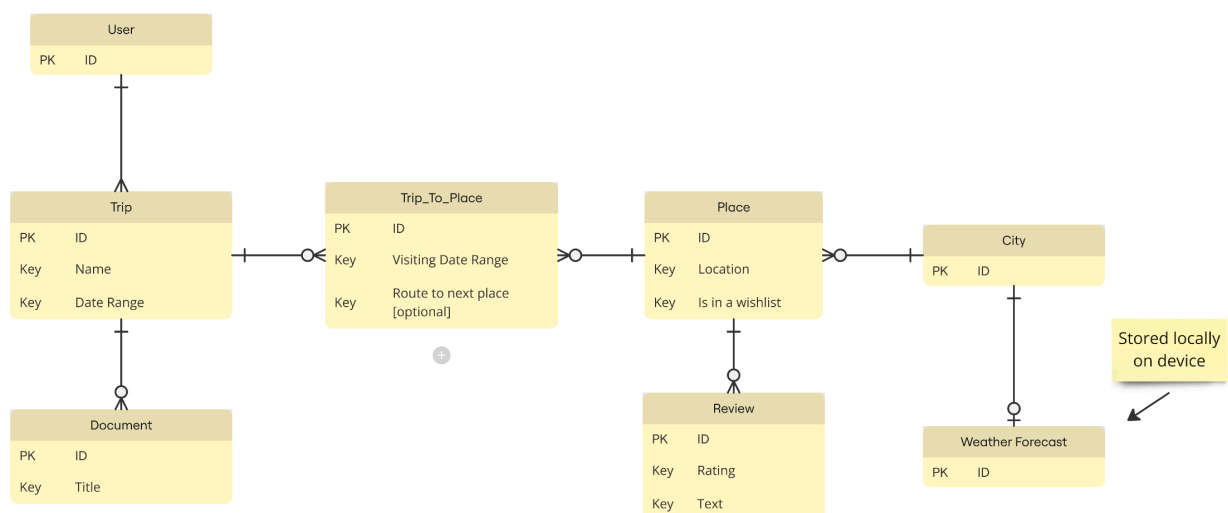 User
PK ID
Trip
PK ID
Key Name
Key Date Range
Trip_To_Place
PK ID
Key Visiting Date Range
Key Route to next place
[optional]
Place
PK ID
Key Location
Key Is in a wishlist
City
PK ID
Stored locally
on device
Document
PK ID
Key Title
Review
PK ID
Key Rating
Key Text
Weather Forecast
PK ID